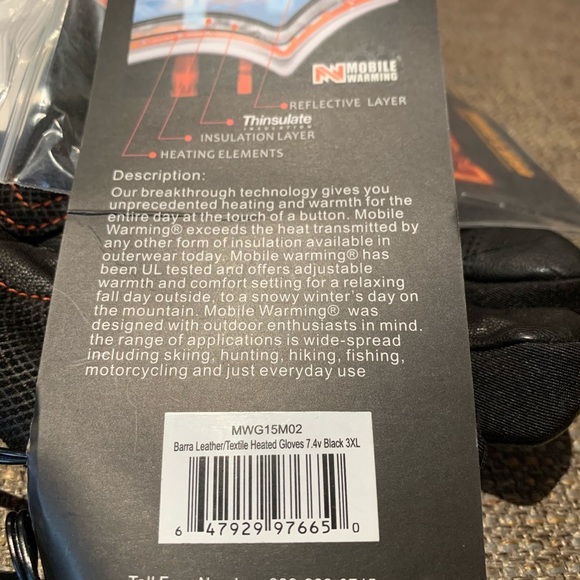 MOBILE
WARMING
REFLECTIVE LAYER
Thinsulate
INSULATION
INSULATION LAYER
HEATING ELEMENTS
Description:
Our breakthrough technology gives you
unprecedented heating and warmth for the
entire day at the touch of a button. Mobile
Warming® exceeds the heat transmitted by
any other form of insulation available in
outerwear today. Mobile warming® has
been UL tested and offers adjustable
warmth and comfort setting for a relaxing
fall day outside, to a snowy winter's day on
the mountain. Mobile Warming® was
designed with outdoor enthusiasts in mind.
the range of applications is wide-spread
including skiing, hunting, hiking, fishing,
motorcycling and just everyday use
MWG15M02
Barra Leather/Textile Heated Gloves 7.4v Black 3XL
6 47929 97665 0